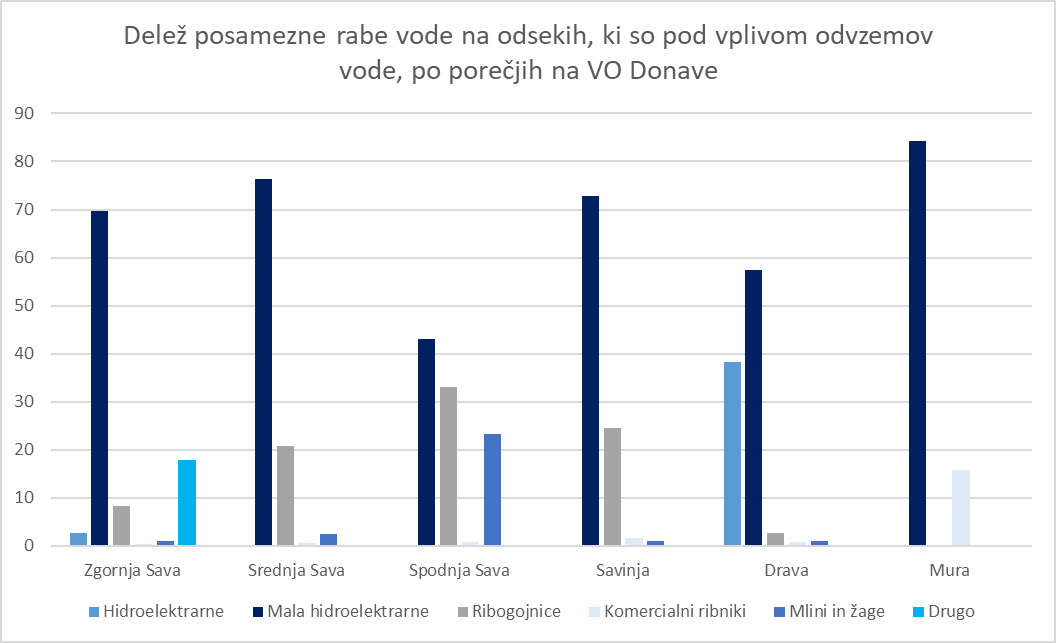 Delež posamezne rabe vode na odsekih, ki so pod vplivom odvzemov
vode, po porečjih na VO Donave
90
80
70
60
50
40
30
20
10
0
Zgornja Sava Srednja Sava Spodnja Sava Savinja Drava Mura
Hidroelektrarne Mala hidroelektrarne Ribogojnice Komercialni ribniki Mlini in žage Drugo